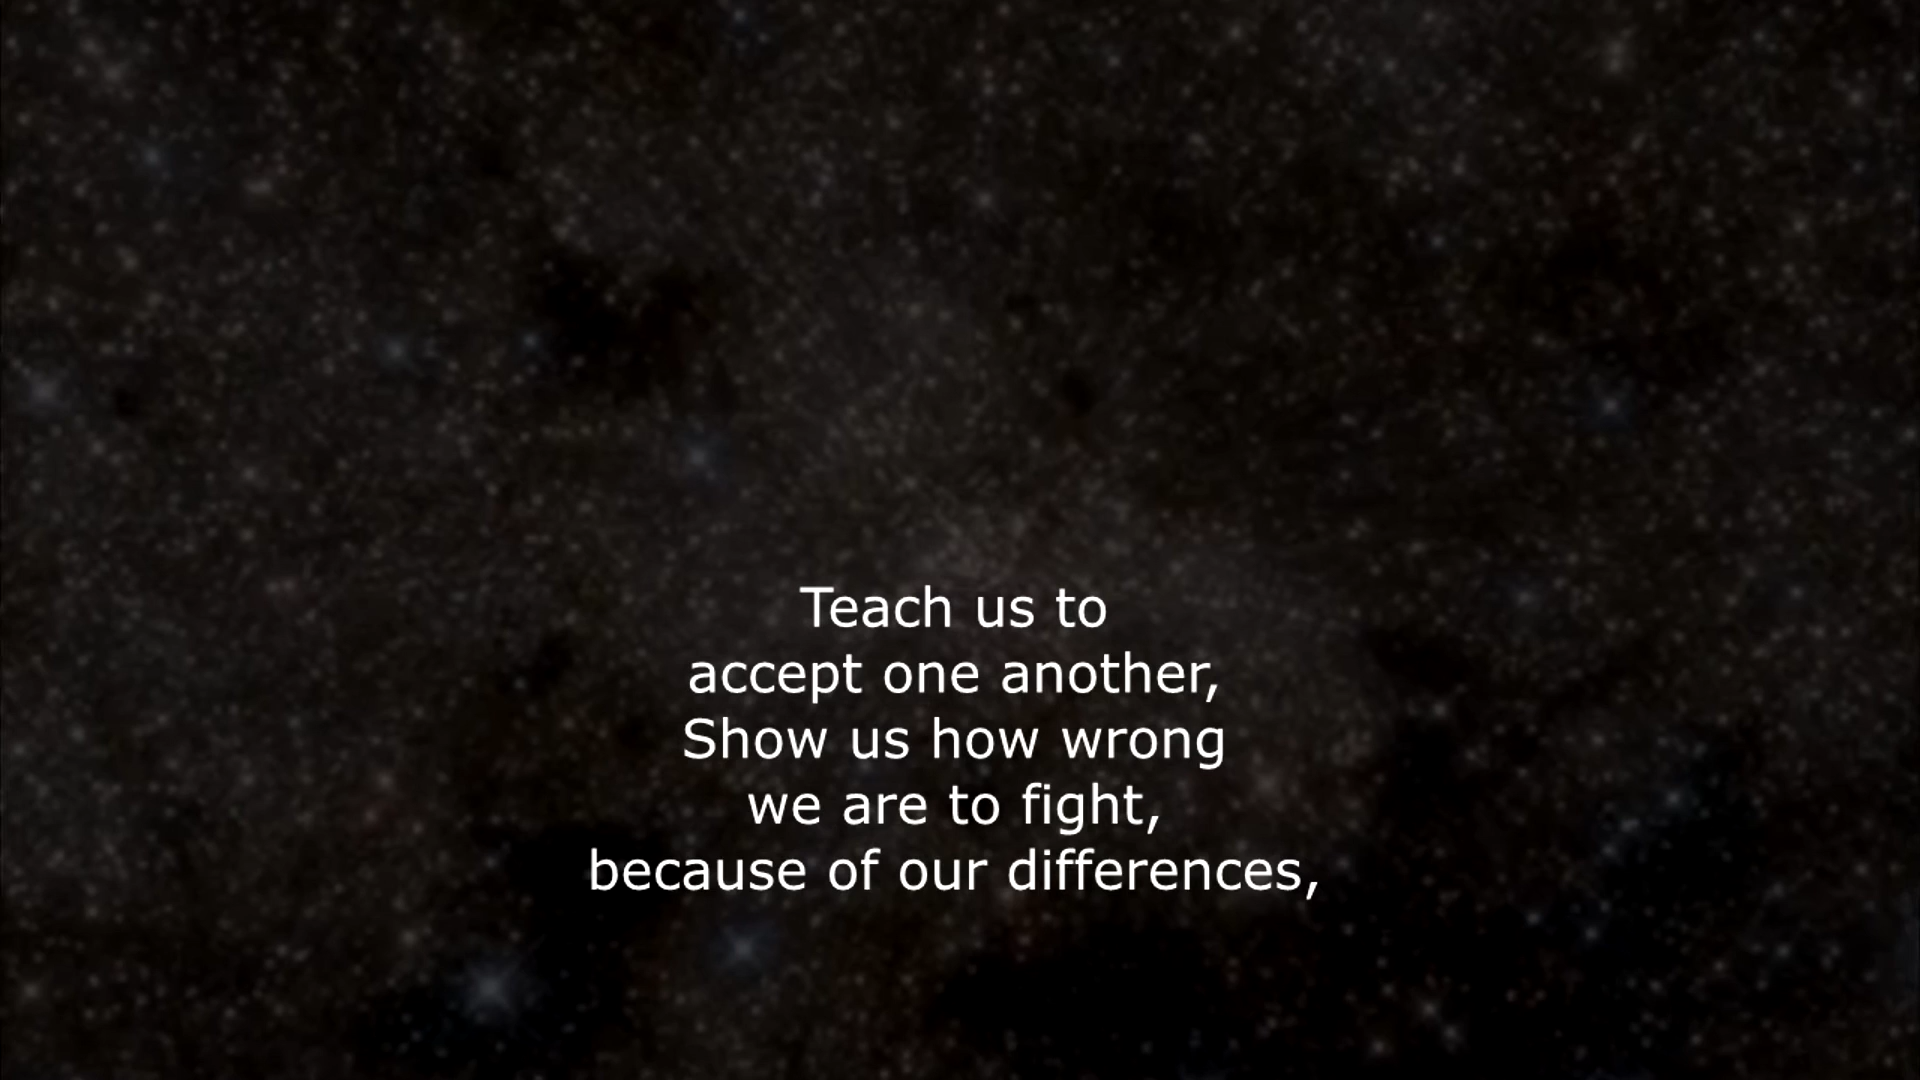 Teach us to
accept one another,
Show us how wrong
we are to fight,
because of our differences,